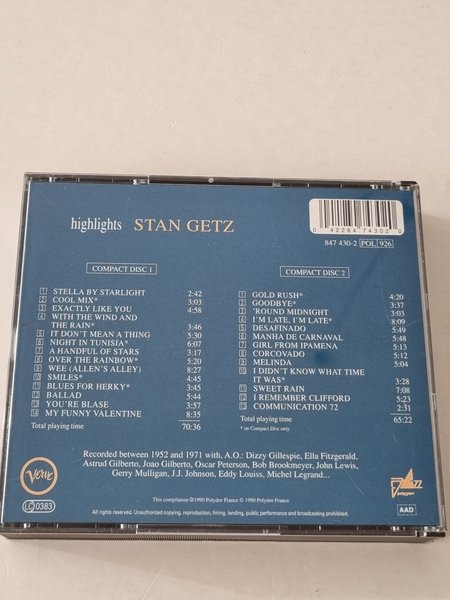 highlights STAN GETZ
0 42284 74302 0
847 430-2 POL 926
COMPACT DISC 1
1 STELLA BY STARLIGHT 2:42
2 COOL MIX* 3:03
3 EXACTLY LIKE YOU 4:58
4 WITH THE WIND AND
THE RAIN* 3:46
5 IT DON'T MEAN A THING 5:30
6 NIGHT IN TUNISIA* 6:07
7 A HANDFUL OF STARS 3:17
8 OVER THE RAINBOW* 5:20
9 WEE (ALLEN'S ALLEY) 8:27
10 SMILES* 4:45
11 BLUES FOR HERKY* 3:45
12 BALLAD 7:44
13 YOU'RE BLASE 3:57
14 MY FUNNY VALENTINE 8:35
Total playing time 70:36
COMPACT DISC 2
1 GOLD RUSH* 4:20
2 GOODBYE* 3:37
3 'ROUND MIDNIGHT 3:03
4 I'M LATE, I'M LATE* 8:09
5 DESAFINADO 5:49
6 MANHA DE CARNAVAL 5:48
7 GIRL FROM IPAMENA 5:13
8 CORCOVADO 5:12
9 MELINDA 5:04
10 I DIDN'T KNOW WHAT TIME
IT WAS* 3:28
11 SWEET RAIN 7:08
12 I REMEMBER CLIFFORD 5:23
13 COMMUNICATION 72 2:31
Total playing time 65:22
* on Compact Disc only
Recorded between 1952 and 1971 with, A.O.: Dizzy Gillespie, Ella Fitzgerald,
Astrud Gilberto, Joao Gilberto, Oscar Peterson, Bob Brookmeyer, John Lewis,
Gerry Mulligan, J.J. Johnson, Eddy Louiss, Michel Legrand...
Verve
LC 0383
JAZZ
This compilation ℗ 1990 Polydor France © 1990 Polydor France
All rights reserved. Unauthorized copying, reproduction, hiring, lending, public performance and broadcasting prohibited.
AAD